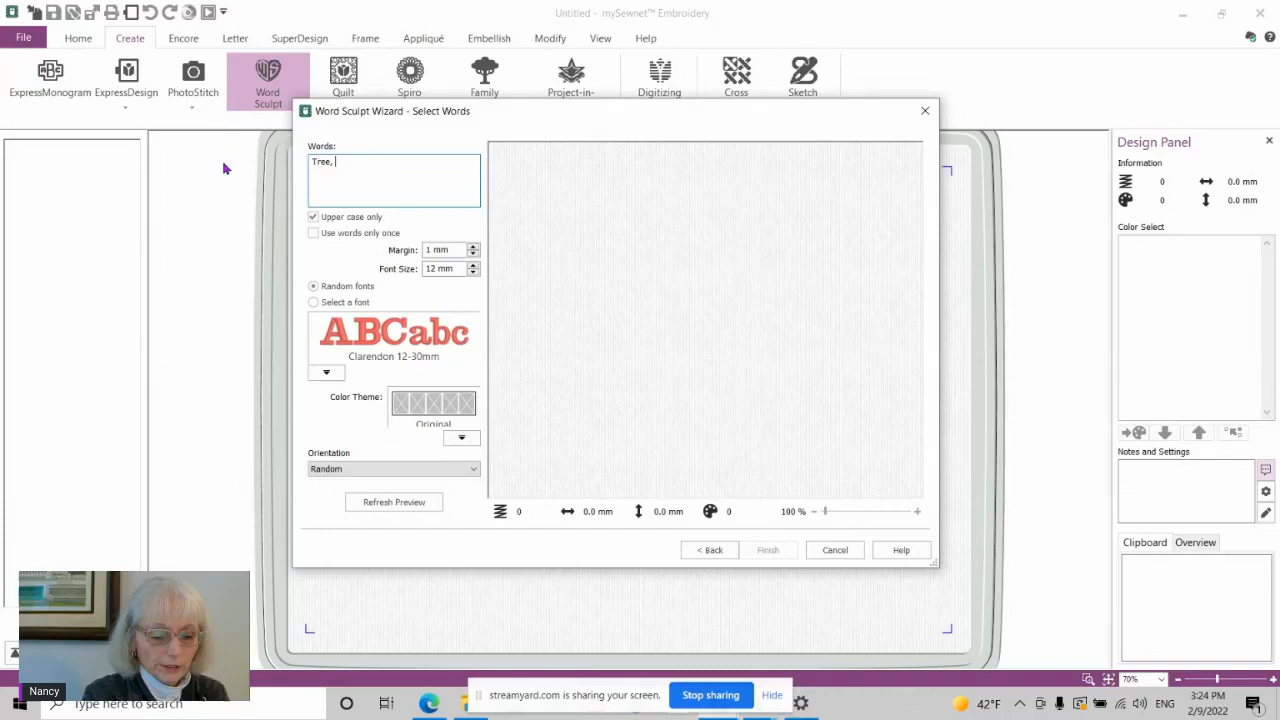 Untitled - mySewnet™ Embroidery
File Home Create Encore Letter SuperDesign Frame Appliqué Embellish Modify View Help
ExpressMonogram ExpressDesign PhotoStitch Word Sculpt Quilt Spiro Family Project-in- Digitizing Cross Sketch
Word Sculpt Wizard - Select Words
Words:
Tree,
Upper case only
Use words only once
Margin: 1 mm
Font Size: 12 mm
Random fonts
Select a font
ABCabc
Clarendon 12-30mm
Color Theme:
Original
Orientation
Random
Refresh Preview
0 0.0 mm 0.0 mm 0 100 %
< Back Finish Cancel Help
Design Panel
Information
0 0.0 mm
0 0.0 mm
Color Select
Notes and Settings
Clipboard Overview
70%
Nancy
streamyard.com is sharing your screen. Stop sharing Hide
Type here to search
42°F ENG
3:24 PM
2/9/2022
1